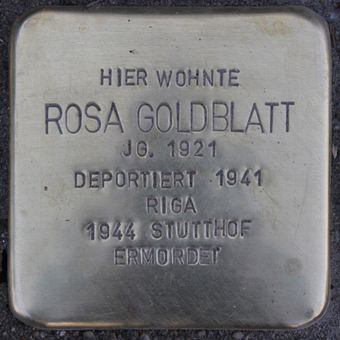 HIER WOHNTE
ROSA GOLDBLATT
JG. 1921
DEPORTIERT 1941
RIGA
1944 STUTTHOF
ERMORDET